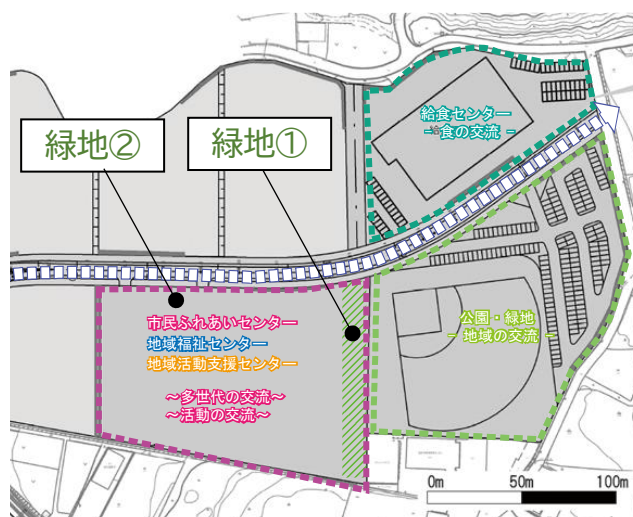 給食センター
- 食の交流 -
緑地②
緑地①
市民ふれあいセンター
地域福祉センター
地域活動支援センター
～多世代の交流～
～活動の交流～
公園・緑地
- 地域の交流 -
0m 50m 100m